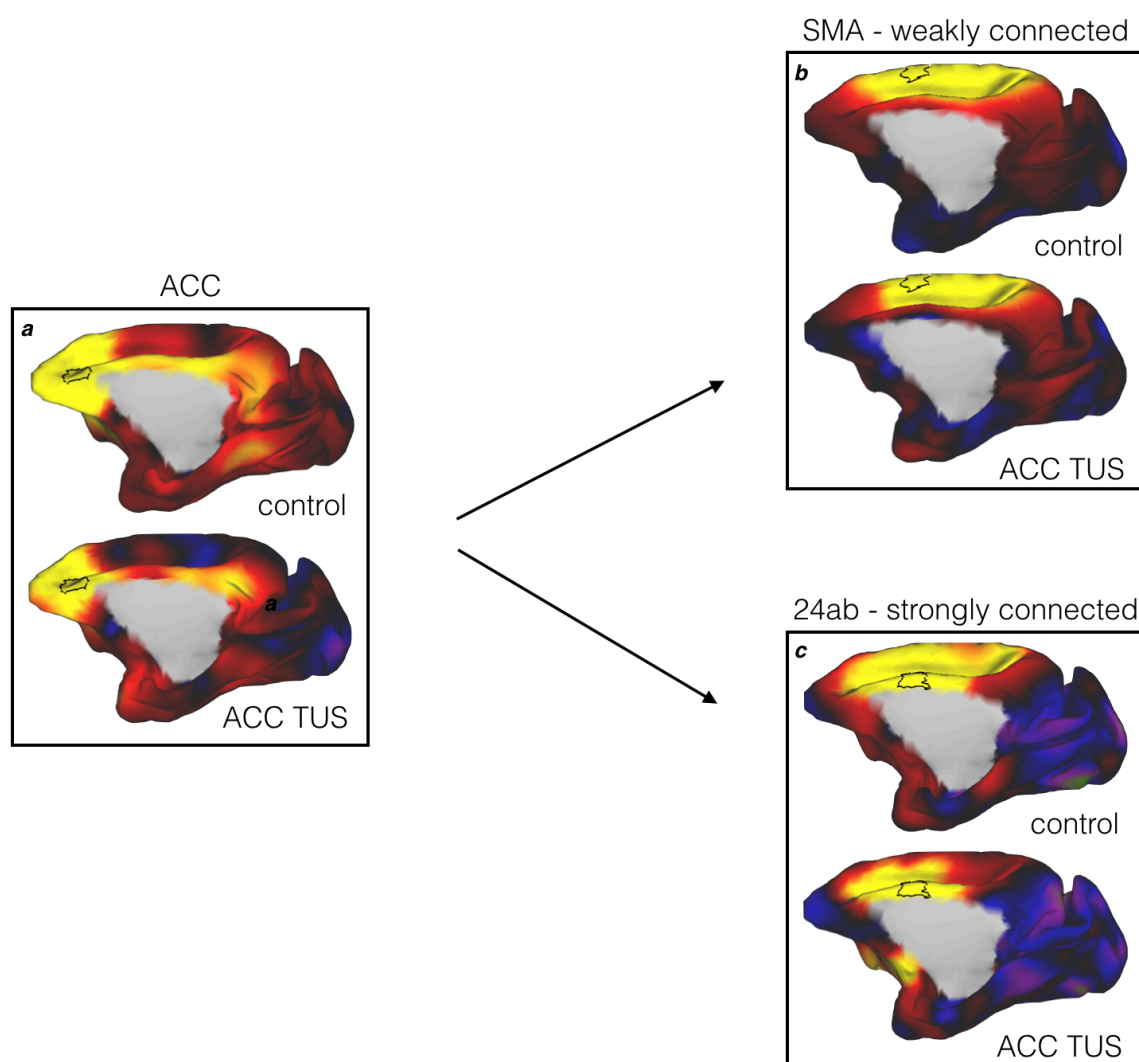 ACC
a
control
a
ACC TUS
SMA - weakly connected
b
control
ACC TUS
24ab - strongly connected
c
control
ACC TUS